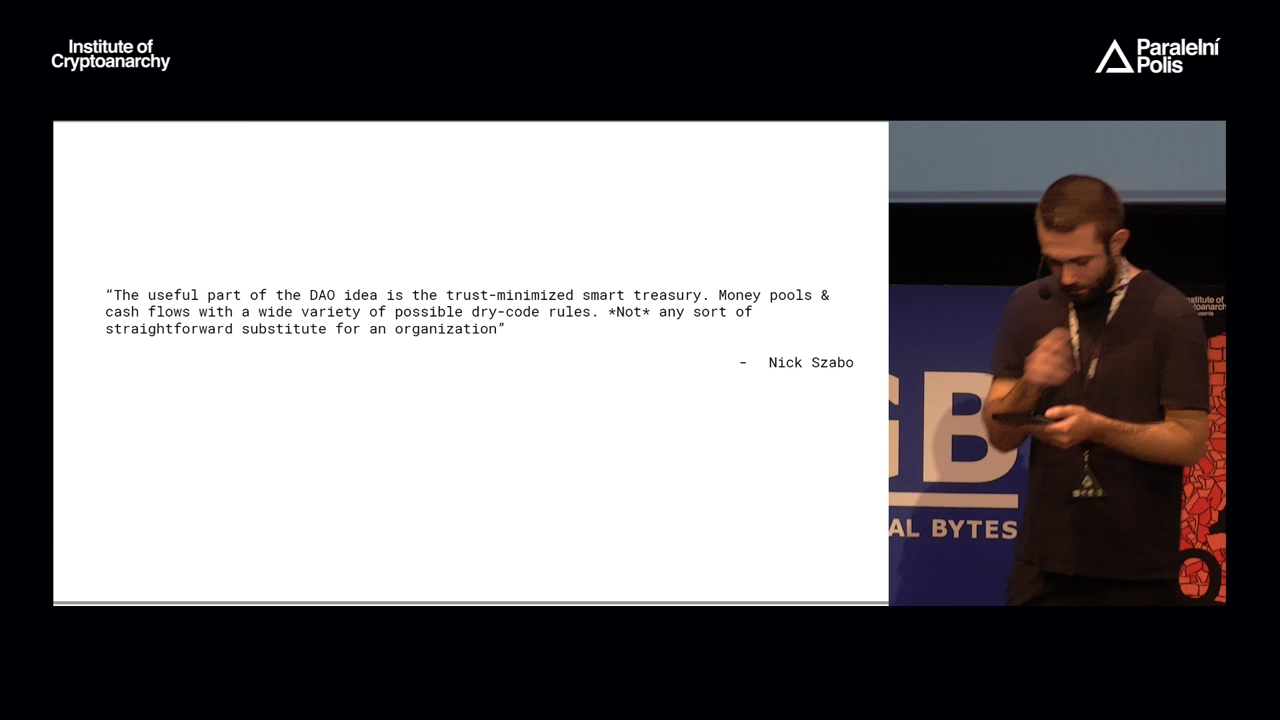 Institute of
Cryptoanarchy
Paralelní
Polis
“The useful part of the DAO idea is the trust-minimized smart treasury. Money pools &
cash flows with a wide variety of possible dry-code rules. *Not* any sort of
straightforward substitute for an organization”
- Nick Szabo
GB
AL BYTES